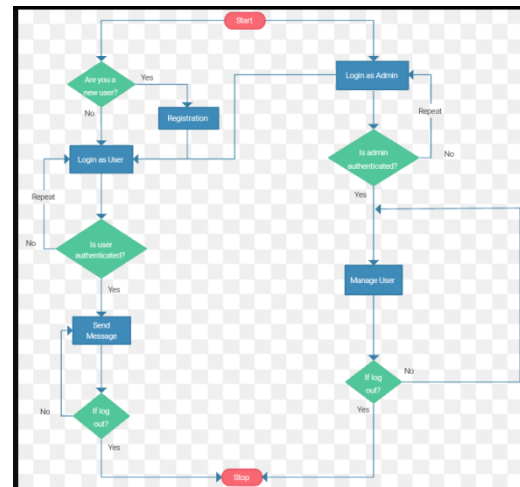 Start
Are you a
new user?
Yes
No
Registration
Login as User
Repeat
Is user
authenticated?
No
Yes
Send
Message
If log
out?
No
Yes
Login as Admin
Repeat
Is admin
authenticated?
No
Yes
Manage User
If log
out?
No
Yes
Stop